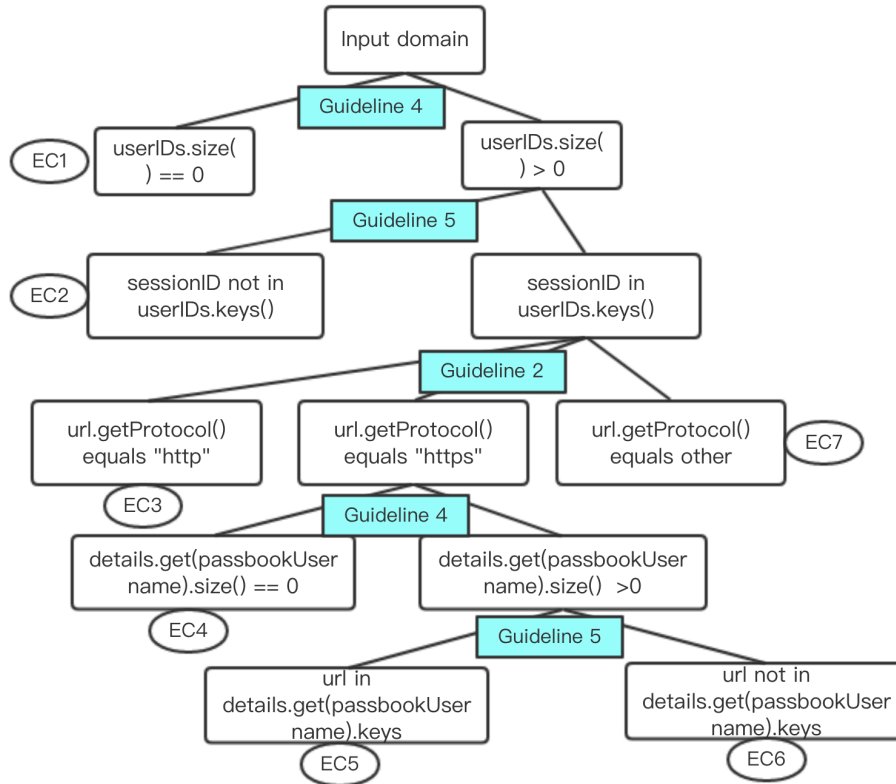 Input domain
Guideline 4
EC1
userIDs.size(
) == 0
userIDs.size(
) > 0
Guideline 5
EC2
sessionID not in
userIDs.keys()
sessionID in
userIDs.keys()
Guideline 2
url.getProtocol()
equals "http"
url.getProtocol()
equals "https"
url.getProtocol()
equals other
EC7
EC3
Guideline 4
details.get(passbookUser
name).size() == 0
details.get(passbookUser
name).size() >0
EC4
Guideline 5
url in
details.get(passbookUser
name).keys
url not in
details.get(passbookUser
name).keys
EC5
EC6